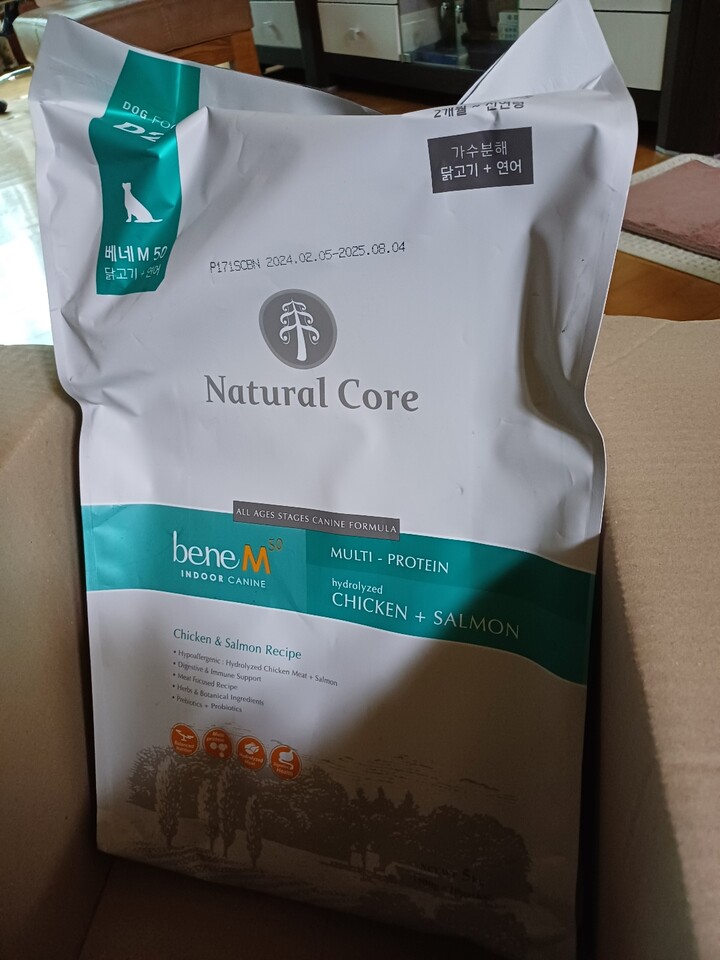 DOG FO
D2
베네 M 50
닭고기 + 연어
2개월 ~ 전연령
가수분해
닭고기 + 연어
P171SCBN 2024.02.05-2025.08.04
Natural Core
ALL AGES STAGES CANINE FORMULA
bene M 50
INDOOR CANINE
MULTI - PROTEIN
hydrolyzed
CHICKEN + SALMON
Chicken & Salmon Recipe
• Hypoallergenic : Hydrolyzed Chicken Meat + Salmon
• Digestive & Immune Support
• Meat Focused Recipe
• Herbs & Botanical Ingredients
• Prebiotics + Probiotics